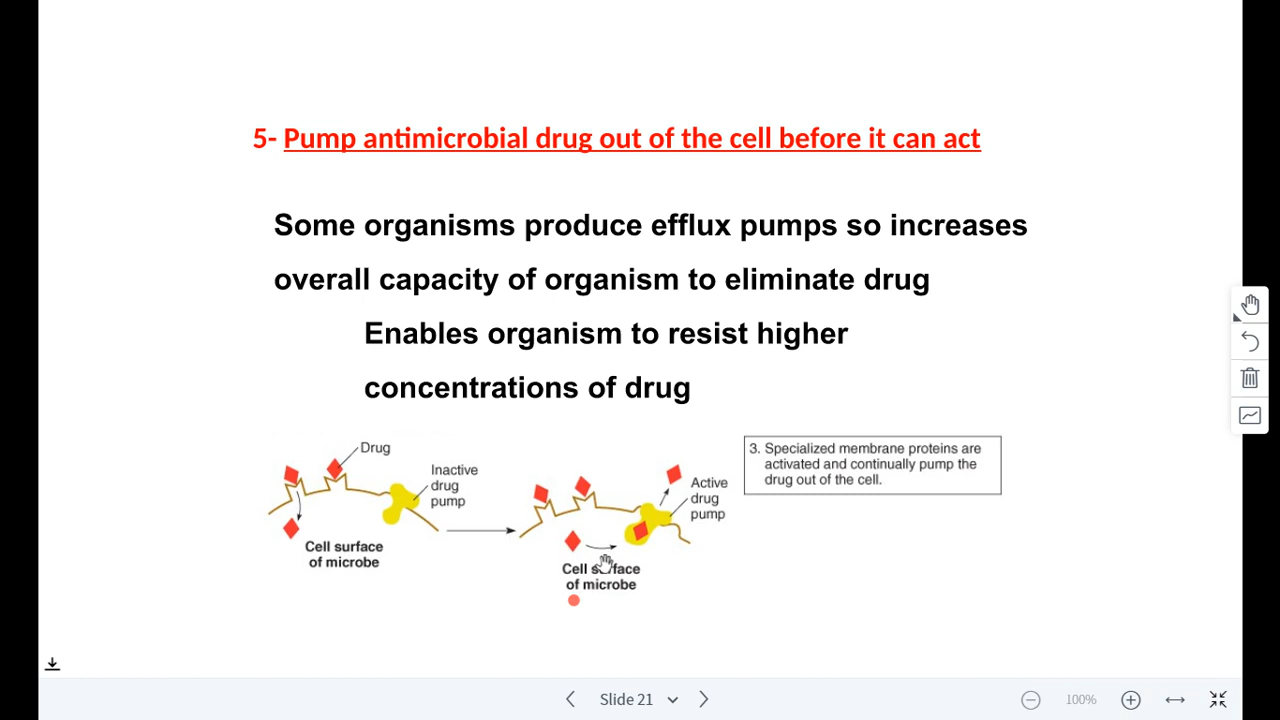 5- Pump antimicrobial drug out of the cell before it can act
Some organisms produce efflux pumps so increases
overall capacity of organism to eliminate drug
Enables organism to resist higher
concentrations of drug
Drug
Inactive
drug
pump
Cell surface
of microbe
Active
drug
pump
Cell surface
of microbe
3. Specialized membrane proteins are
activated and continually pump the
drug out of the cell.
Slide 21
100%